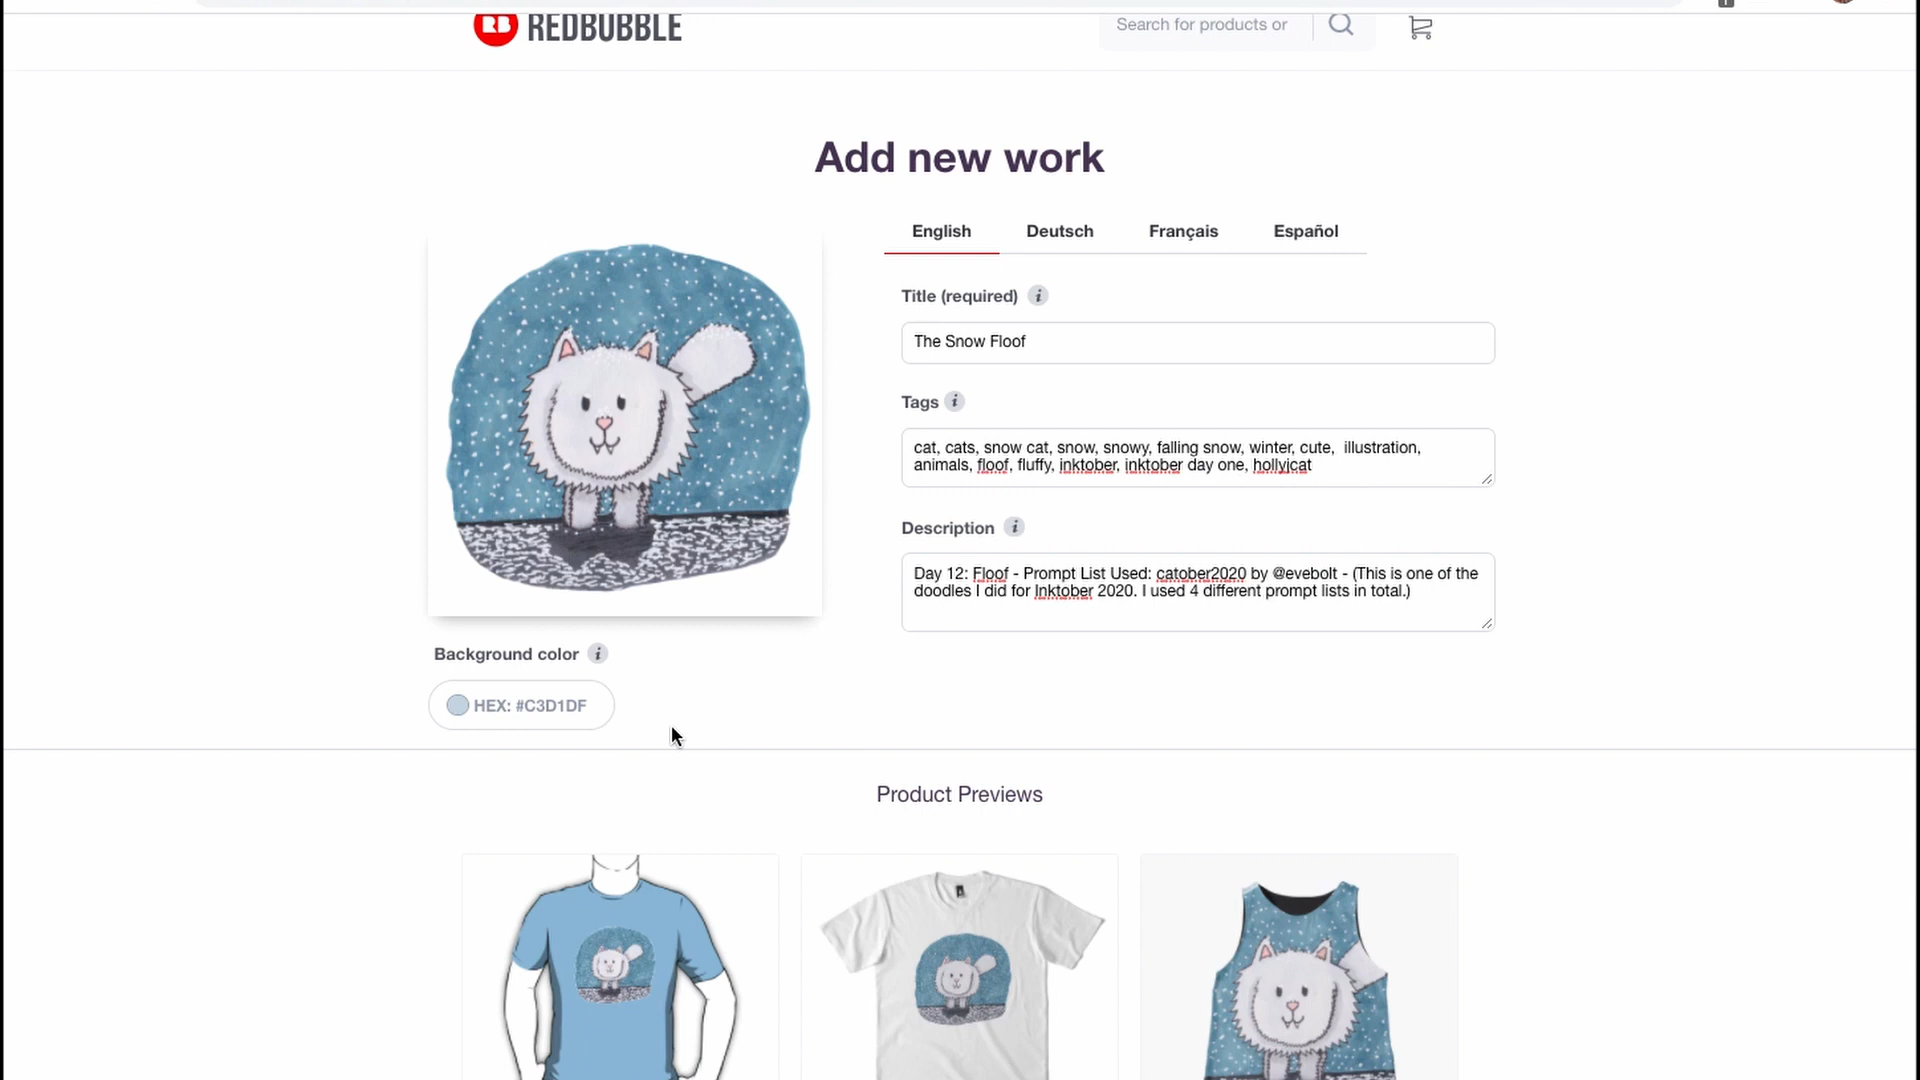 RB REDBUBBLE
Search for products or
Add new work
English Deutsch Français Español
Title (required) i
The Snow Floof
Tags i
cat, cats, snow cat, snow, snowy, falling snow, winter, cute,  illustration,
animals, floof, fluffy, inktober, inktober day one, hollyicat
Description i
Day 12: Floof - Prompt List Used: catober2020 by @evebolt - (This is one of the
doodles I did for Inktober 2020. I used 4 different prompt lists in total.)
Background color i
HEX: #C3D1DF
Product Previews